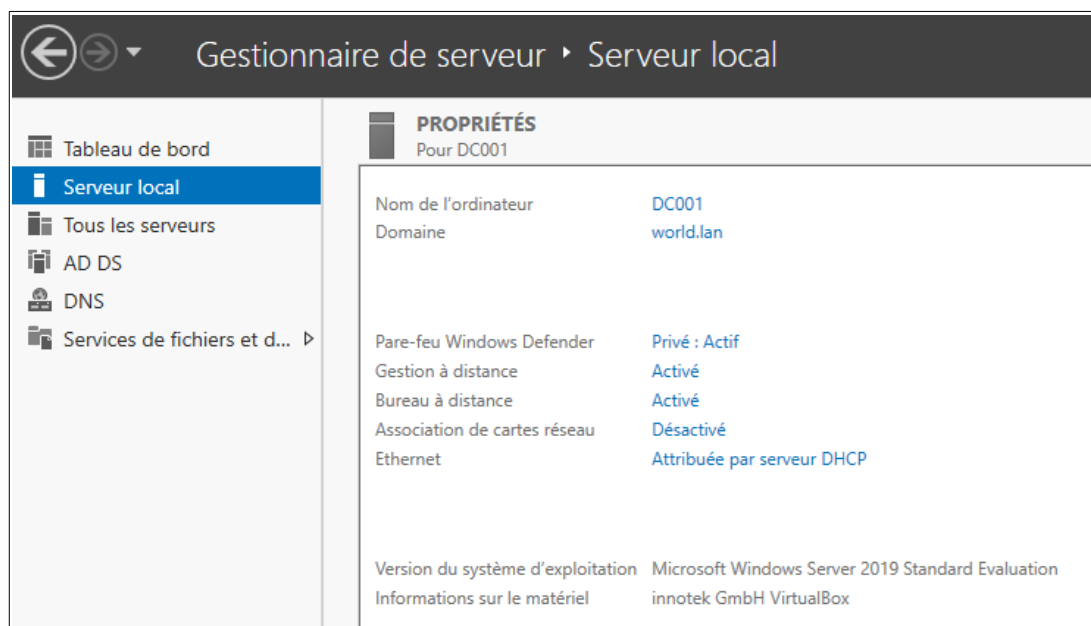 Gestionnaire de serveur ‣ Serveur local
Tableau de bord
Serveur local
Tous les serveurs
AD DS
DNS
Services de fichiers et d...
PROPRIÉTÉS
Pour DC001
Nom de l’ordinateur DC001
Domaine world.lan
Pare-feu Windows Defender Privé : Actif
Gestion à distance Activé
Bureau à distance Activé
Association de cartes réseau Désactivé
Ethernet Attribuée par serveur DHCP
Version du système d’exploitation Microsoft Windows Server 2019 Standard Evaluation
Informations sur le matériel innotek GmbH VirtualBox